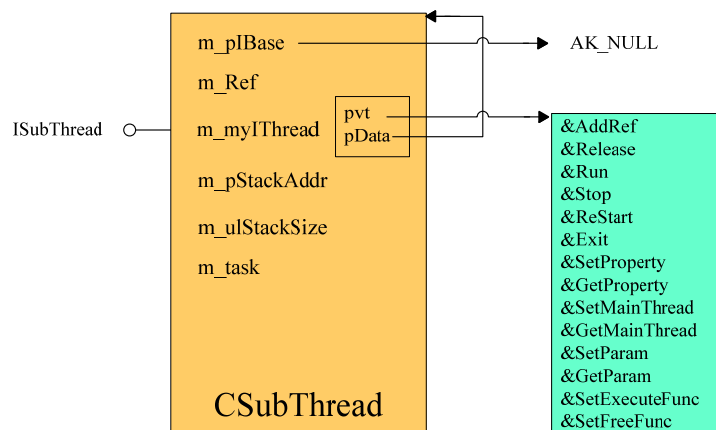 m_pIBase
AK_NULL
m_Ref
ISubThread
m_myIThread
pvt
pData
m_pStackAddr
m_ulStackSize
m_task
CSubThread
&AddRef
&Release
&Run
&Stop
&ReStart
&Exit
&SetProperty
&GetProperty
&SetMainThread
&GetMainThread
&SetParam
&GetParam
&SetExecuteFunc
&SetFreeFunc